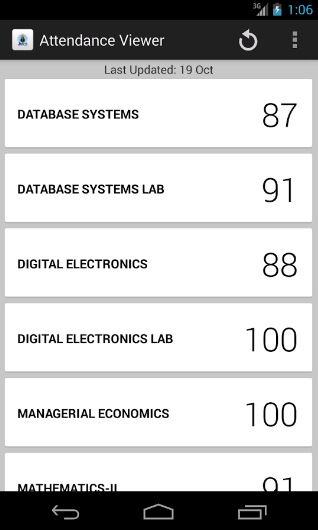 3G 1:06
Attendance Viewer
Last Updated: 19 Oct
DATABASE SYSTEMS 87
DATABASE SYSTEMS LAB 91
DIGITAL ELECTRONICS 88
DIGITAL ELECTRONICS LAB 100
MANAGERIAL ECONOMICS 100
MATHEMATICS-II 91